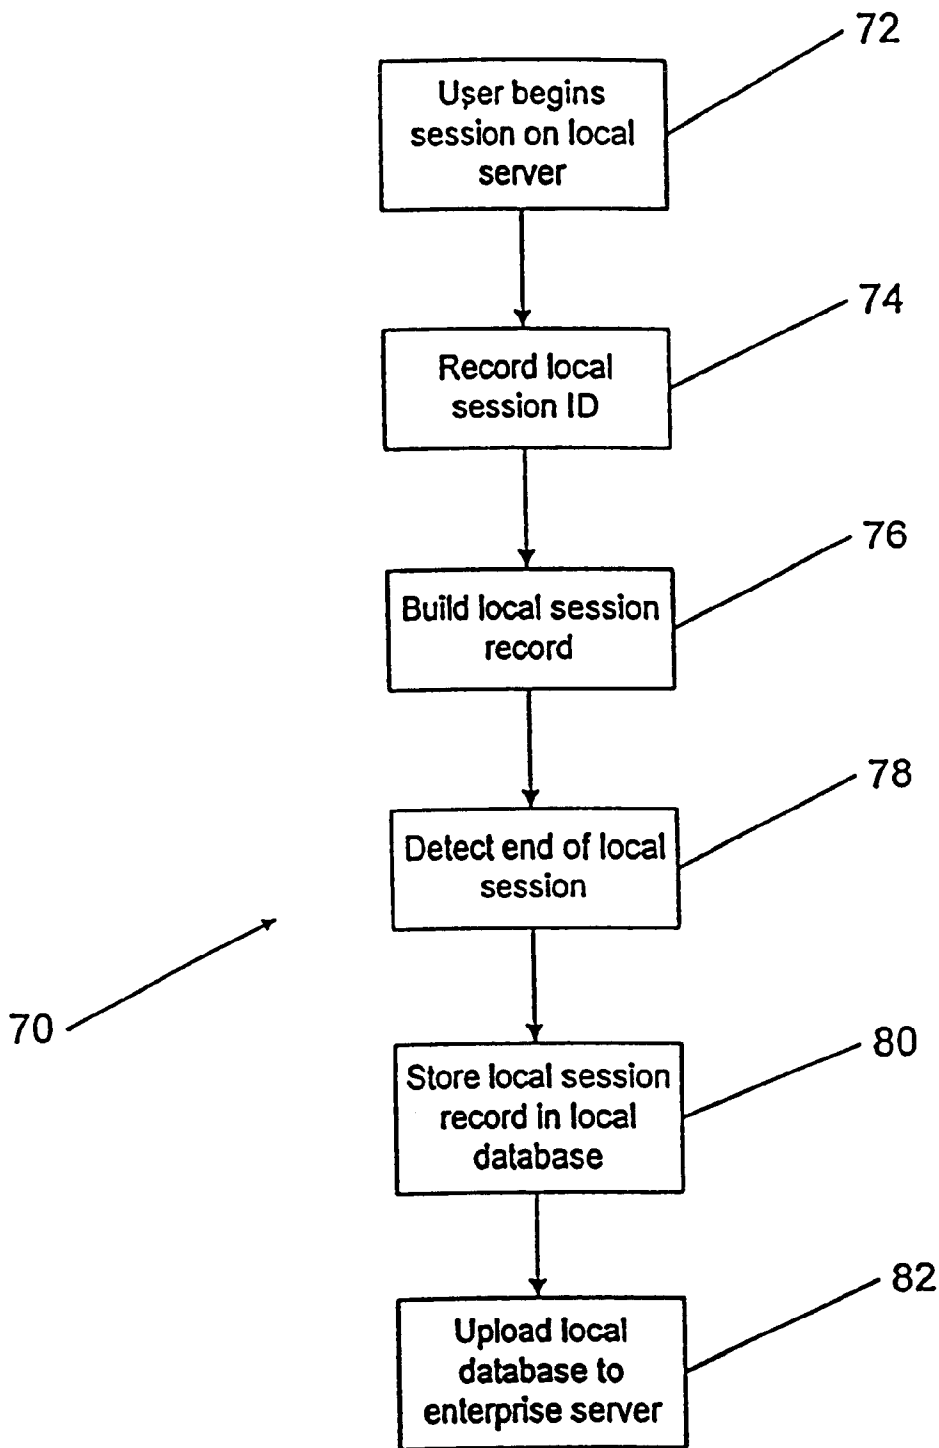 72
User begins
session on local
server
74
Record local
session ID
76
Build local session
record
78
Detect end of local
session
70
80
Store local session
record in local
database
82
Upload local
database to
enterprise server